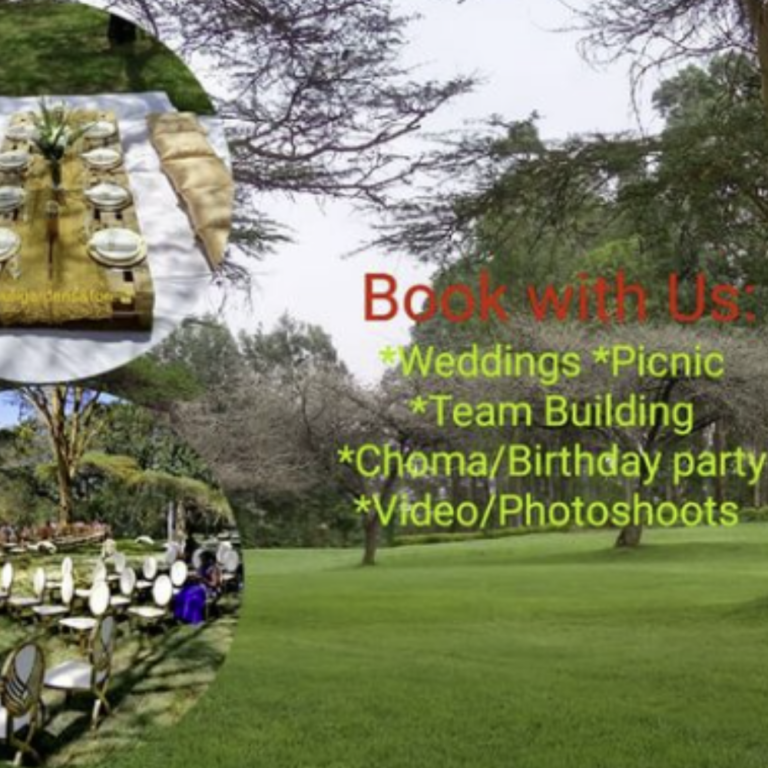 Book with Us:
*Weddings *Picnic
*Team Building
*Choma/Birthday party
*Video/Photoshoots